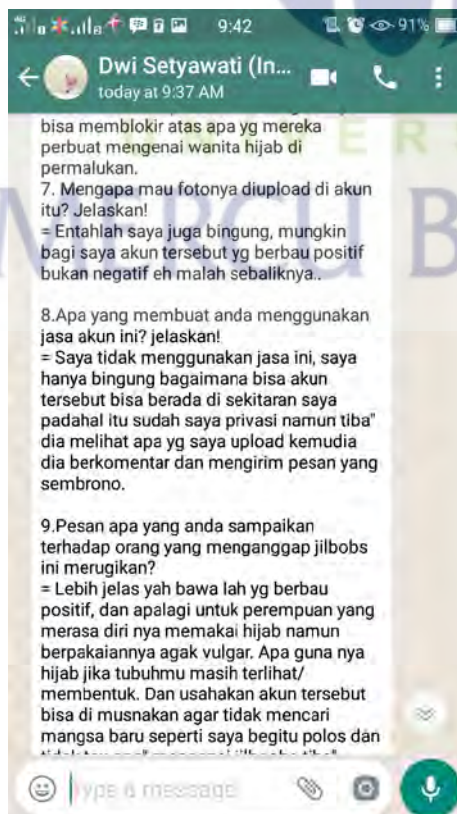 9:42
91%
Dwi Setyawati (In...
today at 9:37 AM
bisa memblokir atas apa yg mereka
perbuat mengenai wanita hijab di
permalukan.
7. Mengapa mau fotonya diupload di akun
itu? Jelaskan!
= Entahlah saya juga bingung, mungkin
bagi saya akun tersebut yg berbau positif
bukan negatif eh malah sebaliknya..
8.Apa yang membuat anda menggunakan
jasa akun ini? jelaskan!
= Saya tidak menggunakan jasa ini, saya
hanya bingung bagaimana bisa akun
tersebut bisa berada di sekitaran saya
padahal itu sudah saya privasi namun tiba"
dia melihat apa yg saya upload kemudia
dia berkomentar dan mengirim pesan yang
sembrono.
9.Pesan apa yang anda sampaikan
terhadap orang yang menganggap jilbobs
ini merugikan?
= Lebih jelas yah bawa lah yg berbau
positif, dan apalagi untuk perempuan yang
merasa diri nya memakai hijab namun
berpakaiannya agak vulgar. Apa guna nya
hijab jika tubuhmu masih terlihat/
membentuk. Dan usahakan akun tersebut
bisa di musnakan agar tidak mencari
mangsa baru seperti saya begitu polos dan
Type a message